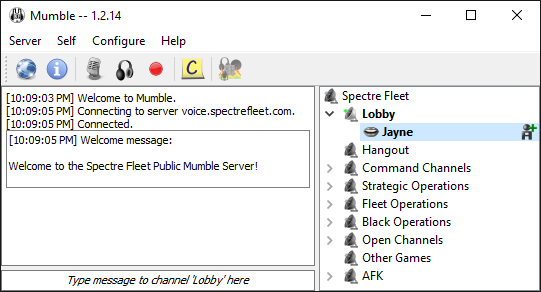 Mumble -- 1.2.14
Server Self Configure Help
[10:09:03 PM] Welcome to Mumble.
[10:09:05 PM] Connecting to server voice.spectrefleet.com.
[10:09:05 PM] Connected.
[10:09:05 PM] Welcome message:
Welcome to the Spectre Fleet Public Mumble Server!
Type message to channel 'Lobby' here
Spectre Fleet
Lobby
Jayne
Hangout
Command Channels
Strategic Operations
Fleet Operations
Black Operations
Open Channels
Other Games
AFK